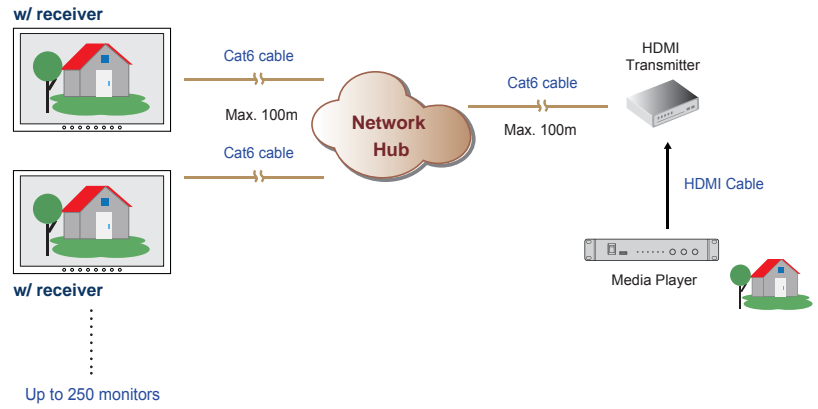 w/ receiver
Cat6 cable
Max. 100m
Cat6 cable
Network
Hub
Cat6 cable
Max. 100m
HDMI
Transmitter
HDMI Cable
Media Player
w/ receiver
Up to 250 monitors